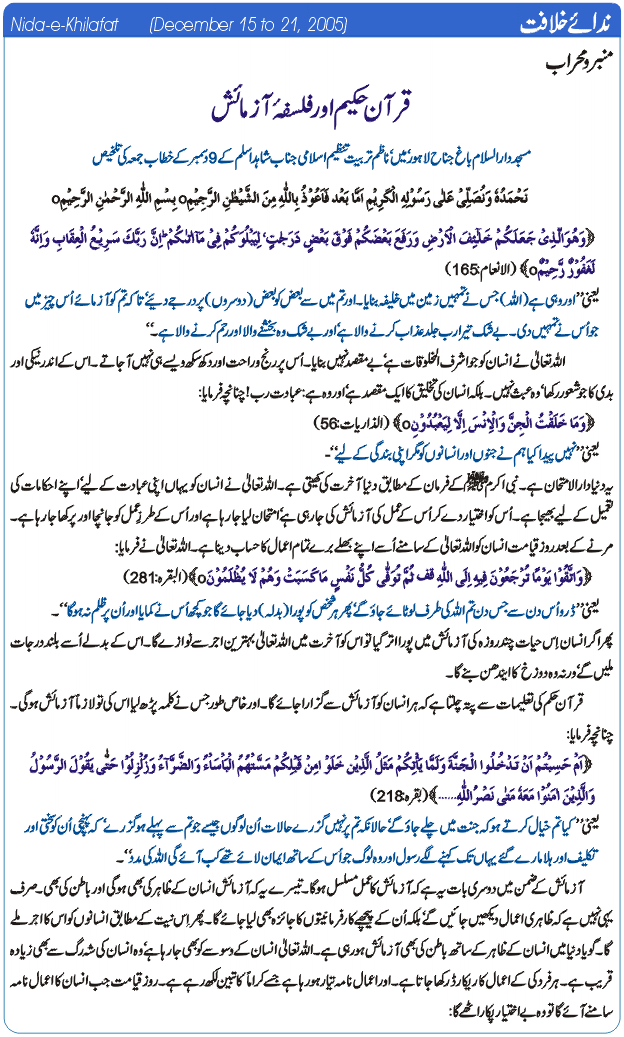 Nida-e-Khilafat (December 15 to 21, 2005) ندائے خلافت
منبر و محراب
قرآن حکیم اور فلسفۂ آزمائش
مسجد دارالسلام باغ جناح لاہور میں ناظم تربیت تنظیم اسلامی جناب شاہد اسلم کے 9 دسمبر کے خطاب جمعہ کی تلخیص
نَحْمَدُهٗ وَنُصَلِّیْ عَلٰی رَسُوْلِهِ الْکَرِیْمِ اَمَّا بَعْد فَاَعُوْذُ بِاللّٰهِ مِنَ الشَّیْطٰنِ الرَّجِیْمِo بِسْمِ اللّٰهِ الرَّحْمٰنِ الرَّحِیْمِo
﴿وَهُوَالَّذِیْ جَعَلَکُمْ خَلٰٓئِفَ الْاَرْضِ وَرَفَعَ بَعْضَکُمْ فَوْقَ بَعْضٍ دَرَجٰتٍ لِّیَبْلُوَکُمْ فِیْ مَآ اٰتٰکُمْ ؕ اِنَّ رَبَّکَ سَرِیْعُ الْعِقَابِ وَاِنَّهٗ
لَغَفُوْرٌ رَّحِیْمٌo﴾ (الانعام:165)
یعنی ’’اور وہی ہے (اللہ) جس نے تمہیں زمین میں خلیفہ بنایا۔ اور تم میں سے بعض کو بعض (دوسروں) پر درجے دیئے‘ تاکہ تم کو آزمائے اُس چیز میں
جو اُس نے تمہیں دی۔ بے شک تیرا رب جلد عذاب کرنے والا ہے‘ اور بے شک وہ بخشنے والا اور رحم کرنے والا ہے۔‘‘
اللہ تعالیٰ نے انسان کو جو اشرف المخلوقات ہے‘ بے مقصد نہیں بنایا۔ اُس پر رنج و راحت اور دکھ سکھ ویسے ہی نہیں آ جاتے۔ اس کے اندر نیکی اور
بدی کا جو شعور رکھا‘ وہ عبث نہیں۔ بلکہ انسان کی تخلیق کا ایک مقصد ہے‘ اور وہ ہے: عبادت رب! چنانچہ فرمایا:
﴿وَمَا خَلَقْتُ الْجِنَّ وَالْاِنْسَ اِلَّا لِیَعْبُدُوْنِo﴾ (الذاریات:56)
یعنی ’’نہیں پیدا کیا ہم نے جنوں اور انسانوں کو مگر اپنی بندگی کے لیے‘‘۔
یہ دنیا دارالامتحان ہے۔ نبی اکرمﷺ کے فرمان کے مطابق دنیا آخرت کی کھیتی ہے۔ اللہ تعالیٰ نے انسان کو یہاں اپنی عبادت کے لیے‘ اپنے احکامات کی
تعمیل کے لیے بھیجا ہے۔ اُس کو اختیار دے کر اُس کے عمل کی آزمائش کی جا رہی ہے‘ امتحان لیا جا رہا ہے اور اُس کے طرزِ عمل کو جانچا اور پرکھا جا رہا ہے۔
مرنے کے بعد روز قیامت انسان کو اللہ تعالیٰ کے سامنے اُسے اپنے بھلے برے تمام اعمال کا حساب دینا ہے۔ اللہ تعالیٰ نے فرمایا:
﴿وَاتَّقُوْا یَوْمًا تُرْجَعُوْنَ فِیْهِ اِلَی اللّٰهِ قف ثُمَّ تُوَفّٰی کُلُّ نَفْسٍ مَّا کَسَبَتْ وَهُمْ لَا یُظْلَمُوْنَo﴾ (البقرہ:281)
یعنی ’’ڈرو اُس دن سے جس دن تم اللہ کی طرف لوٹائے جاؤ گے‘ پھر ہر شخص کو پورا (بدلہ) دیا جائے گا جو کچھ اُس نے کمایا اور اُن پر ظلم نہ ہو گا‘‘۔
پھر اگر انسان اِس حیات چند روزہ کی آزمائش میں پورا اتر گیا تو اس کو آخرت میں اللہ تعالیٰ بہترین اجر سے نوازے گا۔ اس کے بدلے اُسے بلند درجات
ملیں گے‘ ورنہ وہ دوزخ کا ایندھن بنے گا۔
قرآن حکم کی تعلیمات سے پتہ چلتا ہے کہ ہر انسان کو آزمائش سے گزارا جائے گا۔ اور خاص طور جس نے کلمہ پڑھ لیا اس کی تو لازماً آزمائش ہو گی۔
چنانچہ فرمایا:
﴿اَمْ حَسِبْتُمْ اَنْ تَدْخُلُوا الْجَنَّةَ وَلَمَّا یَاْتِکُمْ مَّثَلُ الَّذِیْنَ خَلَوْا مِنْ قَبْلِکُمْ مَسَّتْهُمُ الْبَاْسَآءُ وَالضَّرَّآءُ وَزُلْزِلُوْا حَتّٰی یَقُوْلَ الرَّسُوْلُ
وَالَّذِیْنَ اٰمَنُوْا مَعَهٗ مَتٰی نَصْرُ اللّٰهِ……﴾ (بقرہ:218)
یعنی ’’کیا تم خیال کرتے ہو کہ جنت میں چلے جاؤ گے‘ حالانکہ تم پر نہیں گزرے حالات اُن لوگوں جیسے جو تم سے پہلے ہو گزرے‘ کہ پہنچی اُن کو سختی اور
تکلیف اور ہلا مارے گئے یہاں تک کہنے لگے رسول اور وہ لوگ جو اُس کے ساتھ ایمان لائے تھے کب آئے گی اللہ کی مدد‘‘۔
آزمائش کے ضمن میں دوسری بات یہ ہے کہ آزمائش کا عمل مسلسل ہو گا۔ تیسرے یہ کہ آزمائش انسان کے ظاہر کی بھی ہو گی اور باطن کی بھی۔ صرف
یہی نہیں ہے کہ ظاہری اعمال دیکھیں جائیں گے‘ بلکہ اُن کے پیچھے کارفرما نیتوں کا جائزہ بھی لیا جائے گا۔ پھر اِس نیت کے مطابق انسانوں کو اس کا اجر ملے
گا۔ گویا دنیا میں انسان کے ظاہر کے ساتھ باطن کی بھی آزمائش ہو رہی ہے۔ اللہ تعالیٰ انسان کے وسوسے کو بھی جا رہا ہے‘ وہ انسان کی شہ رگ سے بھی زیادہ
قریب ہے۔ ہر فرد کی کے اعمال کا ریکارڈ رکھا جاتا ہے۔ اور اعمال نامہ تیار ہو رہا ہے جسے کراماً کاتبین لکھ رہے ہے۔ روز قیامت جب انسان کا اعمال نامہ
سامنے آئے گا تو وہ بے اختیار پکار اٹھے گا: